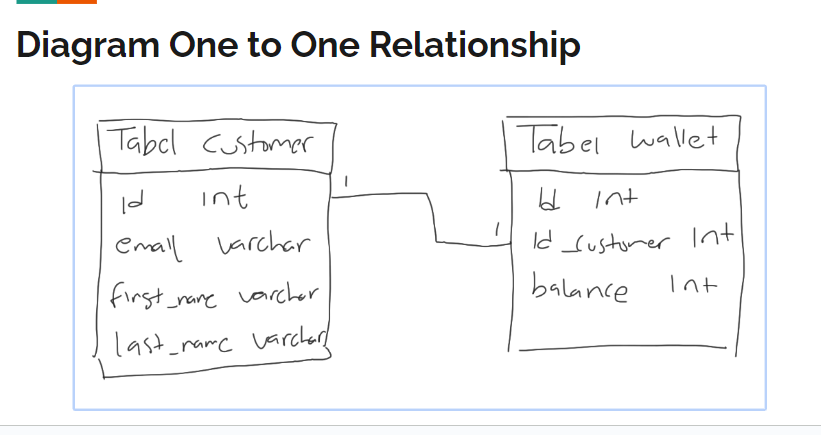 Diagram One to One Relationship
Tabel Customer
Id int
email varchar
first_name varchar
last_name varchar
1
1
Tabel Wallet
Id Int
Id_customer Int
balance Int